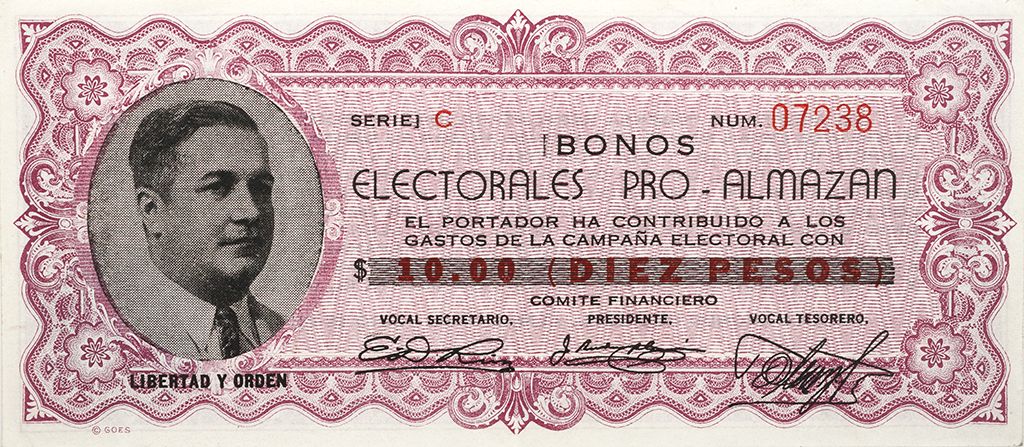 SERIE] C
NUM. 07238
BONOS
ELECTORALES PRO-ALMAZAN
EL PORTADOR HA CONTRIBUIDO A LOS
GASTOS DE LA CAMPAÑA ELECTORAL CON
$ 10.00 (DIEZ PESOS)
COMITE FINANCIERO
VOCAL SECRETARIO,
PRESIDENTE,
VOCAL TESORERO,
LIBERTAD Y ORDEN
© GOES